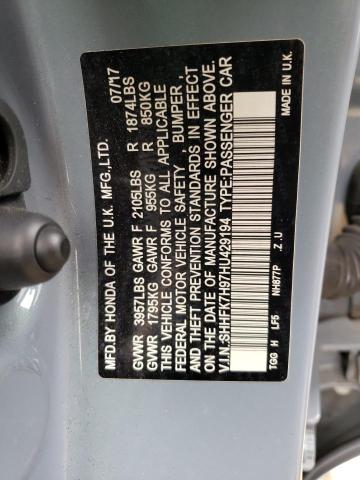 MFD.BY HONDA OF THE U.K. MFG.,LTD. 07/17
GVWR 3957LBS GAWR F 2105LBS R 1874LBS
GVWR 1795KG GAWR F 955KG R 850KG
THIS VEHICLE CONFORMS TO ALL APPLICABLE
FEDERAL MOTOR VEHICLE SAFETY, BUMPER,
AND THEFT PREVENTION STANDARDS IN EFFECT
ON THE DATE OF MANUFACTURE SHOWN ABOVE.
V.I.N.:SHHFK7H97HU429194 TYPE:PASSENGER CAR
TGG H LF5 NH877P .Z.U MADE IN U.K.